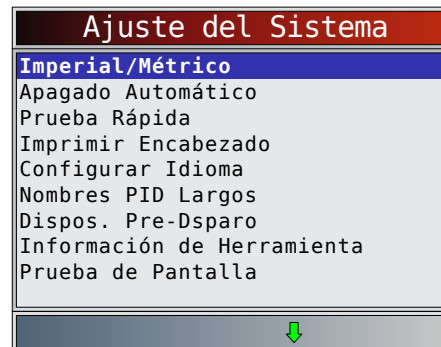 Ajuste del Sistema
Imperial/Métrico
Apagado Automático
Prueba Rápida
Imprimir Encabezado
Configurar Idioma
Nombres PID Largos
Dispos. Pre-Dsparo
Información de Herramienta
Prueba de Pantalla